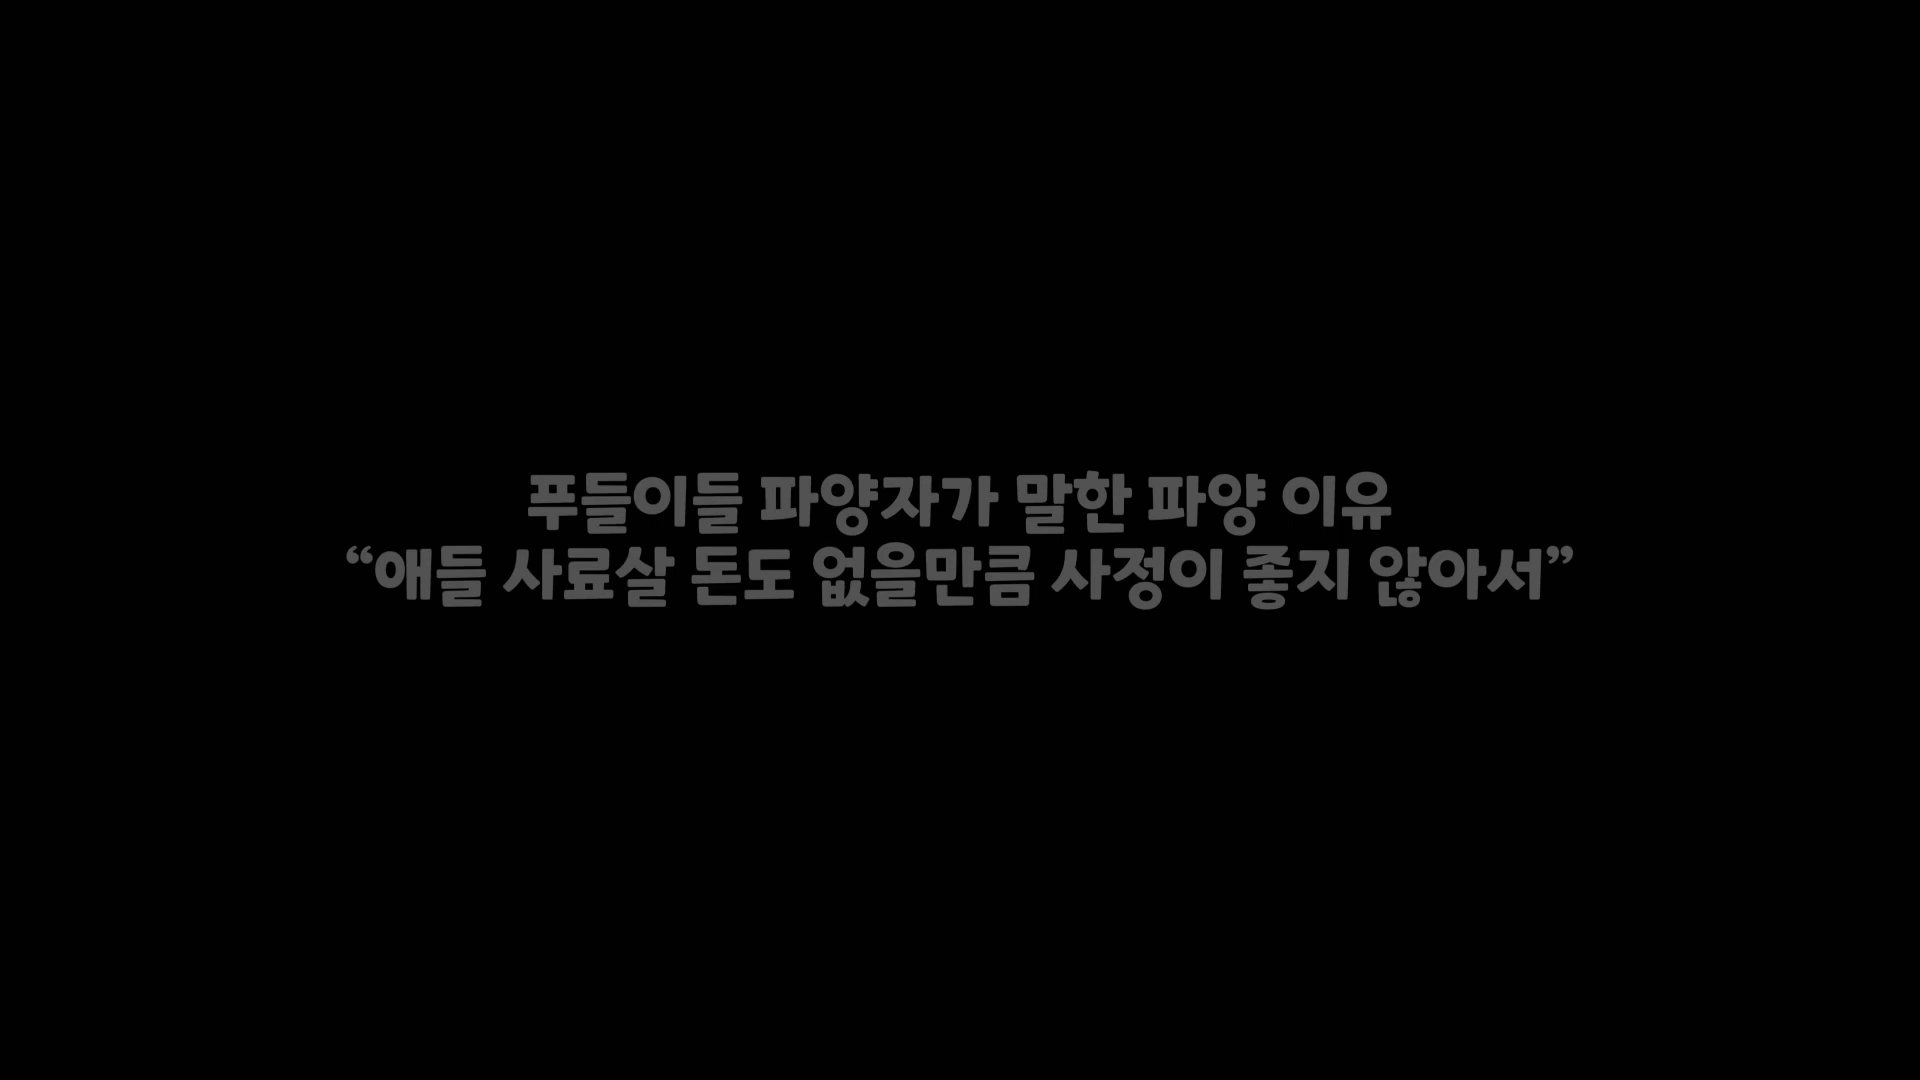 푸들이들 파양자가 말한 파양 이유
“애들 사료살 돈도 없을만큼 사정이 좋지 않아서”